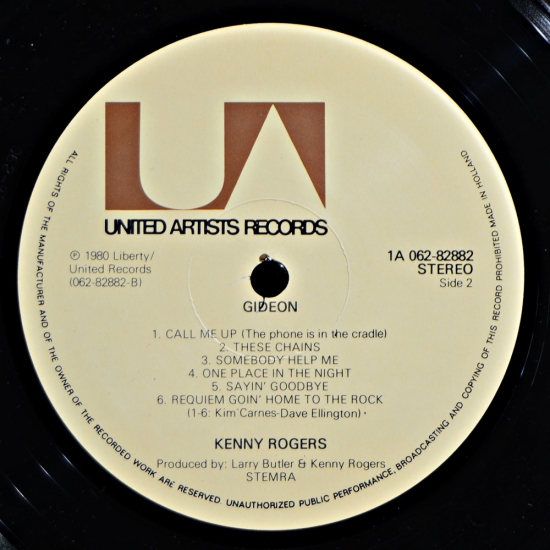 UA
UNITED ARTISTS RECORDS
℗ 1980 Liberty/
United Records
(062-82882-B)
1A 062-82882
STEREO
Side 2
GIDEON
1. CALL ME UP (The phone is in the cradle)
2. THESE CHAINS
3. SOMEBODY HELP ME
4. ONE PLACE IN THE NIGHT
5. SAYIN' GOODBYE
6. REQUIEM GOIN' HOME TO THE ROCK
(1-6: Kim Carnes-Dave Ellington)
KENNY ROGERS
Produced by: Larry Butler & Kenny Rogers
STEMRA
ALL RIGHTS OF THE MANUFACTURER AND OF THE OWNER OF THE RECORDED WORK ARE RESERVED. UNAUTHORIZED PUBLIC PERFORMANCE, BROADCASTING AND COPYING OF THIS RECORD PROHIBITED MADE IN HOLLAND